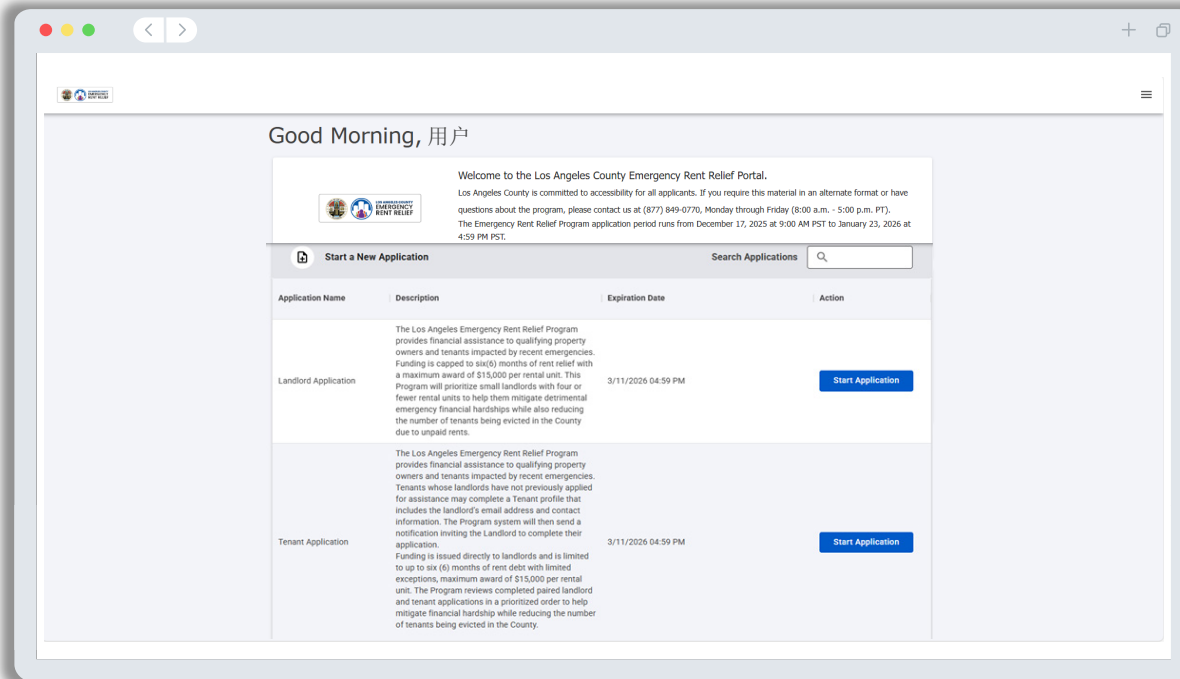 LOS ANGELES COUNTY
EMERGENCY
RENT RELIEF
Good Morning, 用户
LOS ANGELES COUNTY
EMERGENCY
RENT RELIEF
Welcome to the Los Angeles County Emergency Rent Relief Portal.
Los Angeles County is committed to accessibility for all applicants. If you require this material in an alternate format or have
questions about the program, please contact us at (877) 849-0770, Monday through Friday (8:00 a.m. - 5:00 p.m. PT).
The Emergency Rent Relief Program application period runs from December 17, 2025 at 9:00 AM PST to January 23, 2026 at
4:59 PM PST.
Start a New Application
Search Applications
Application Name
Description
Expiration Date
Action
Landlord Application
The Los Angeles Emergency Rent Relief Program
provides financial assistance to qualifying property
owners and tenants impacted by recent emergencies.
Funding is capped to six(6) months of rent relief with
a maximum award of $15,000 per rental unit. This
Program will prioritize small landlords with four or
fewer rental units to help them mitigate detrimental
emergency financial hardships while also reducing
the number of tenants being evicted in the County
due to unpaid rents.
3/11/2026 04:59 PM
Start Application
Tenant Application
The Los Angeles Emergency Rent Relief Program
provides financial assistance to qualifying property
owners and tenants impacted by recent emergencies.
Tenants whose landlords have not previously applied
for assistance may complete a Tenant profile that
includes the landlord's email address and contact
information. The Program system will then send a
notification inviting the Landlord to complete their
application.
Funding is issued directly to landlords and is limited
to up to six (6) months of rent debt with limited
exceptions, maximum award of $15,000 per rental
unit. The Program reviews completed paired landlord
and tenant applications in a prioritized order to help
mitigate financial hardship while reducing the number
of tenants being evicted in the County.
3/11/2026 04:59 PM
Start Application